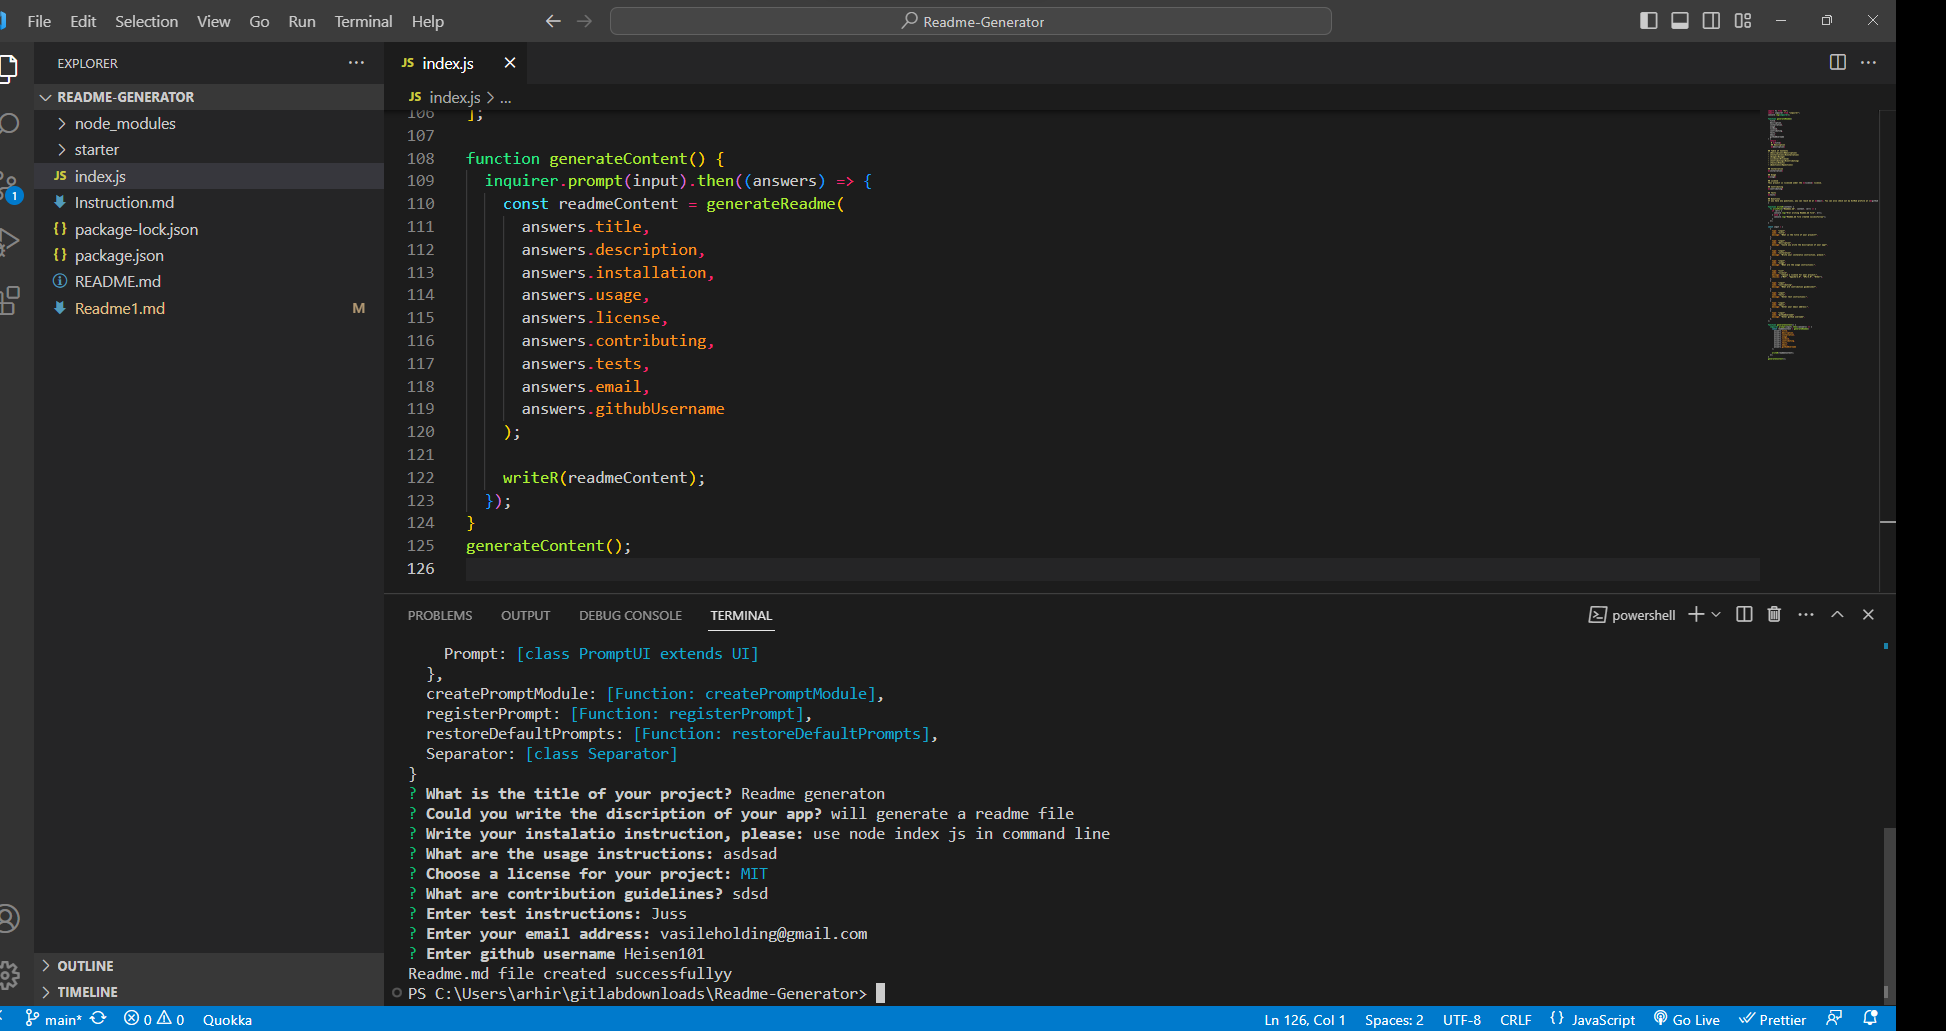 File Edit Selection View Go Run Terminal Help
Readme-Generator
EXPLORER
README-GENERATOR
node_modules
starter
JS index.js
Instruction.md
{} package-lock.json
{} package.json
README.md
Readme1.md M
1
OUTLINE
TIMELINE
JS index.js
JS index.js > ...
106 ];
107
108 function generateContent() {
109 inquirer.prompt(input).then((answers) => {
110 const readmeContent = generateReadme(
111 answers.title,
112 answers.description,
113 answers.installation,
114 answers.usage,
115 answers.license,
116 answers.contributing,
117 answers.tests,
118 answers.email,
119 answers.githubUsername
120 );
121
122 writeR(readmeContent);
123 });
124 }
125 generateContent();
126
PROBLEMS OUTPUT DEBUG CONSOLE TERMINAL
powershell
Prompt: [class PromptUI extends UI]
},
createPromptModule: [Function: createPromptModule],
registerPrompt: [Function: registerPrompt],
restoreDefaultPrompts: [Function: restoreDefaultPrompts],
Separator: [class Separator]
}
? What is the title of your project? Readme generaton
? Could you write the discription of your app? will generate a readme file
? Write your instalatio instruction, please: use node index js in command line
? What are the usage instructions: asdsad
? Choose a license for your project: MIT
? What are contribution guidelines? sdsd
? Enter test instructions: Juss
? Enter your email address: vasileholding@gmail.com
? Enter github username Heisen101
Readme.md file created successfullyy
PS C:\Users\arhir\gitlabdownloads\Readme-Generator>
main* 0 0 Quokka
Ln 126, Col 1 Spaces: 2 UTF-8 CRLF {} JavaScript Go Live Prettier